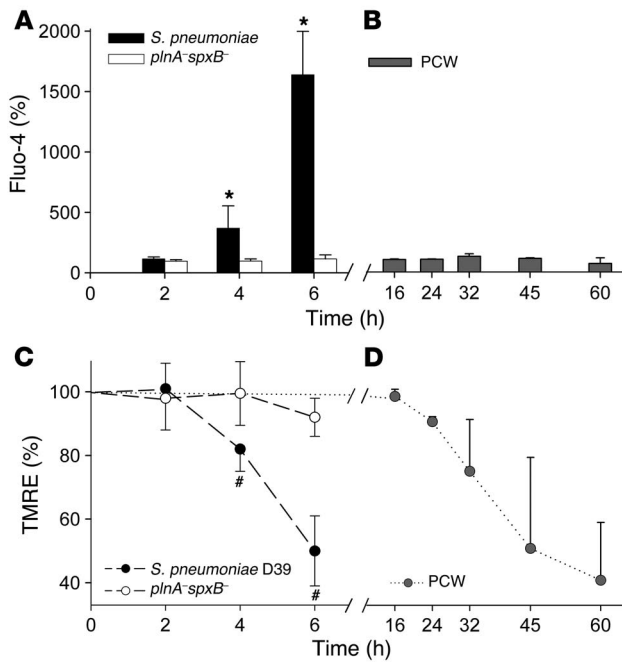 A
B
2000
1500
1000
500
0
Fluo-4 (%)
S. pneumoniae
plnA⁻spxB⁻
*
*
PCW
0 2 4 6 16 24 32 45 60
Time (h)
C
D
100
80
60
40
TMRE (%)
#
#
S. pneumoniae D39
plnA⁻spxB⁻
PCW
0 2 4 6 16 24 32 45 60
Time (h)